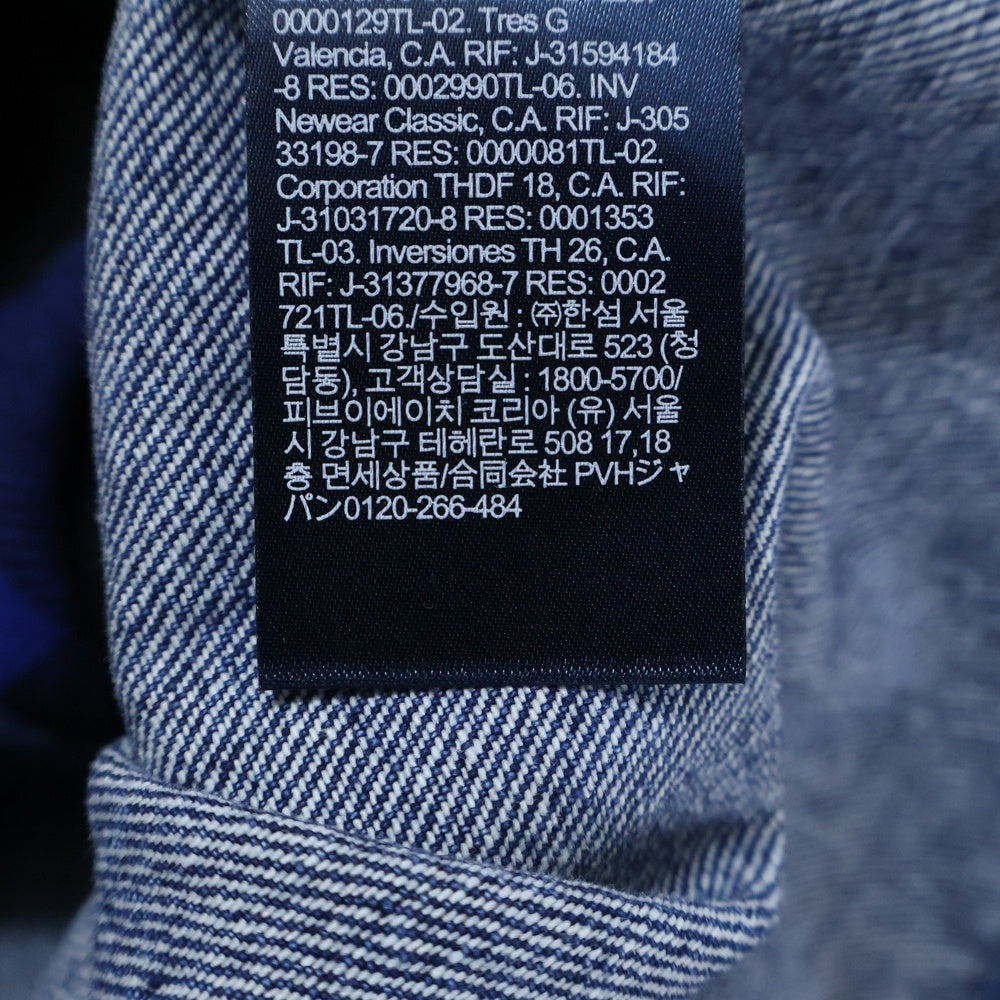 0000129TL-02. Tres G
Valencia, C.A. RIF: J-31594184
-8 RES: 0002990TL-06. INV
Newear Classic, C.A. RIF: J-305
33198-7 RES: 0000081TL-02.
Corporation THDF 18, C.A. RIF:
J-31031720-8 RES: 0001353
TL-03. Inversiones TH 26, C.A.
RIF: J-31377968-7 RES: 0002
721TL-06./수입원 : ㈜한섬 서울
특별시 강남구 도산대로 523 (청
담동), 고객상담실 : 1800-5700/
피브이에이치 코리아 (유) 서울
시 강남구 테헤란로 508 17,18
층 면세상품/合同会社 PVHジャ
パン0120-266-484